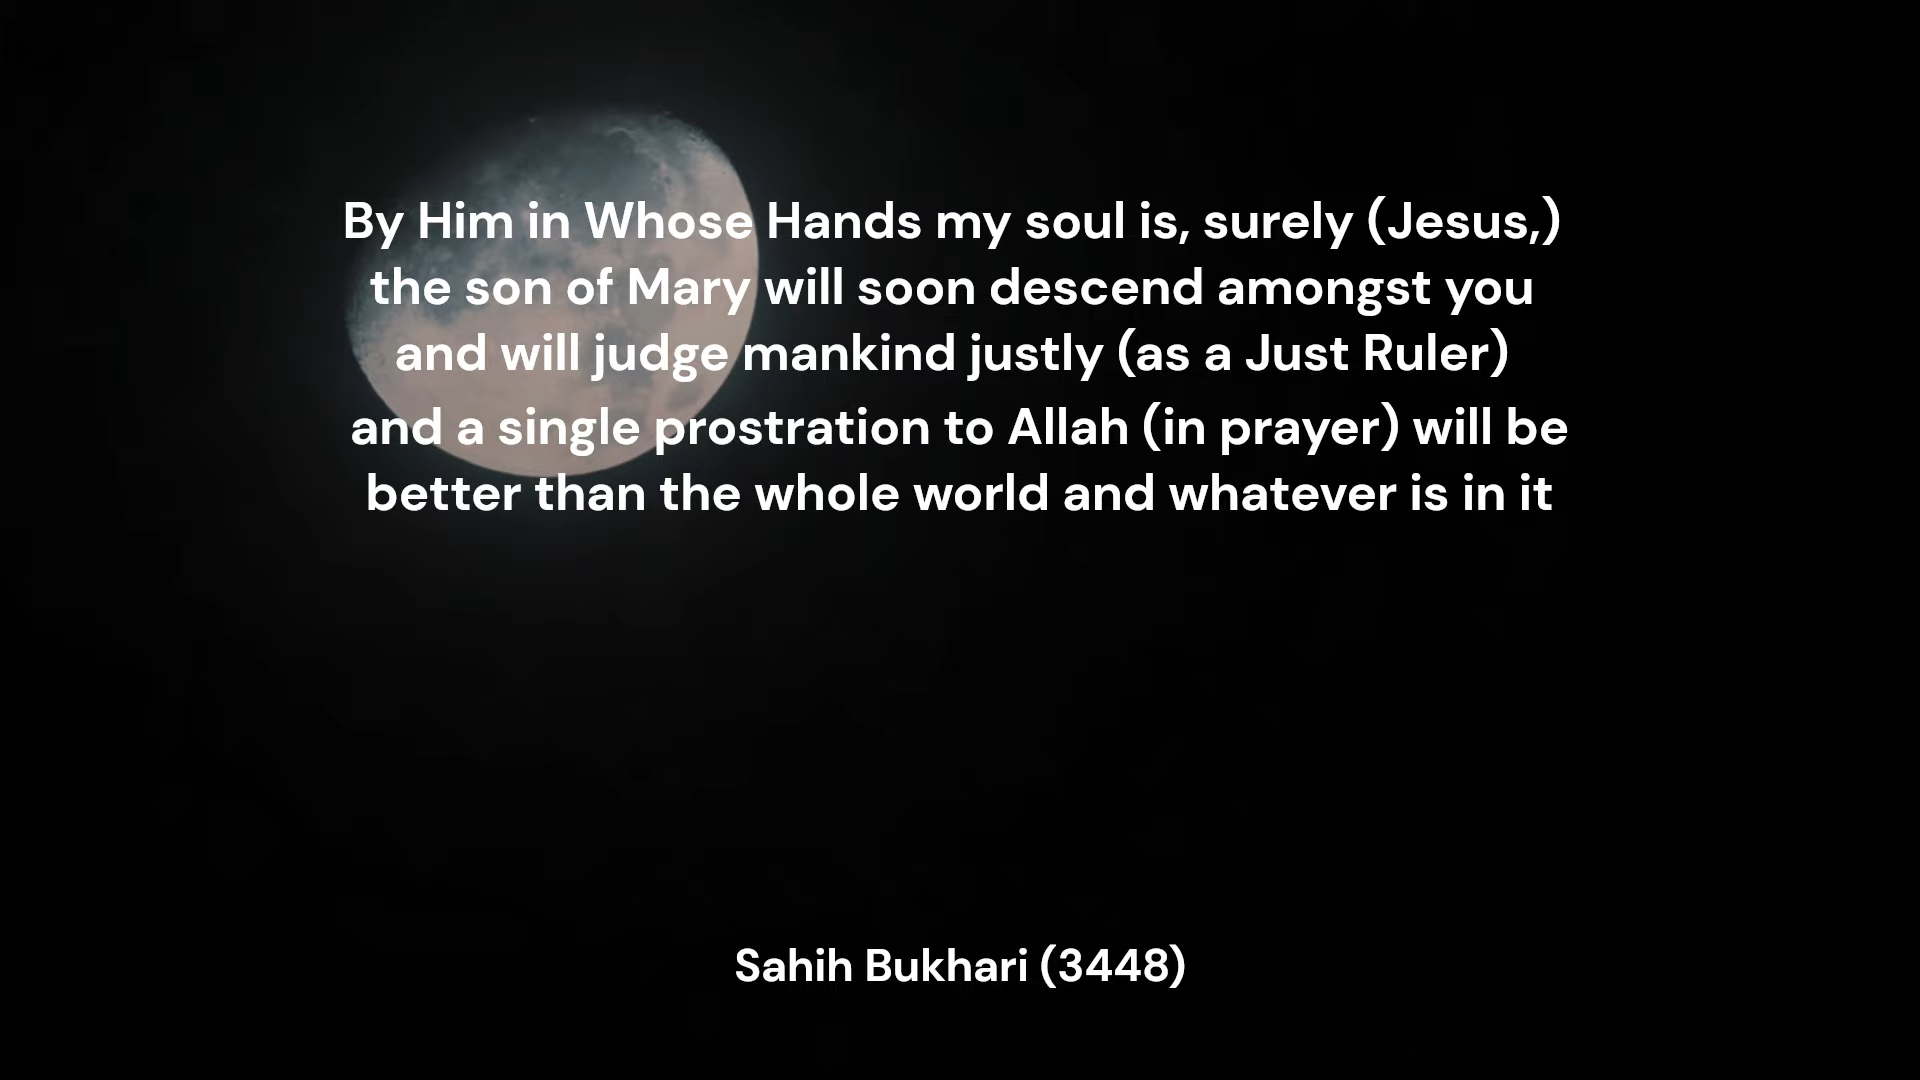 By Him in Whose Hands my soul is, surely (Jesus,)
the son of Mary will soon descend amongst you
and will judge mankind justly (as a Just Ruler)
and a single prostration to Allah (in prayer) will be
better than the whole world and whatever is in it
Sahih Bukhari (3448)